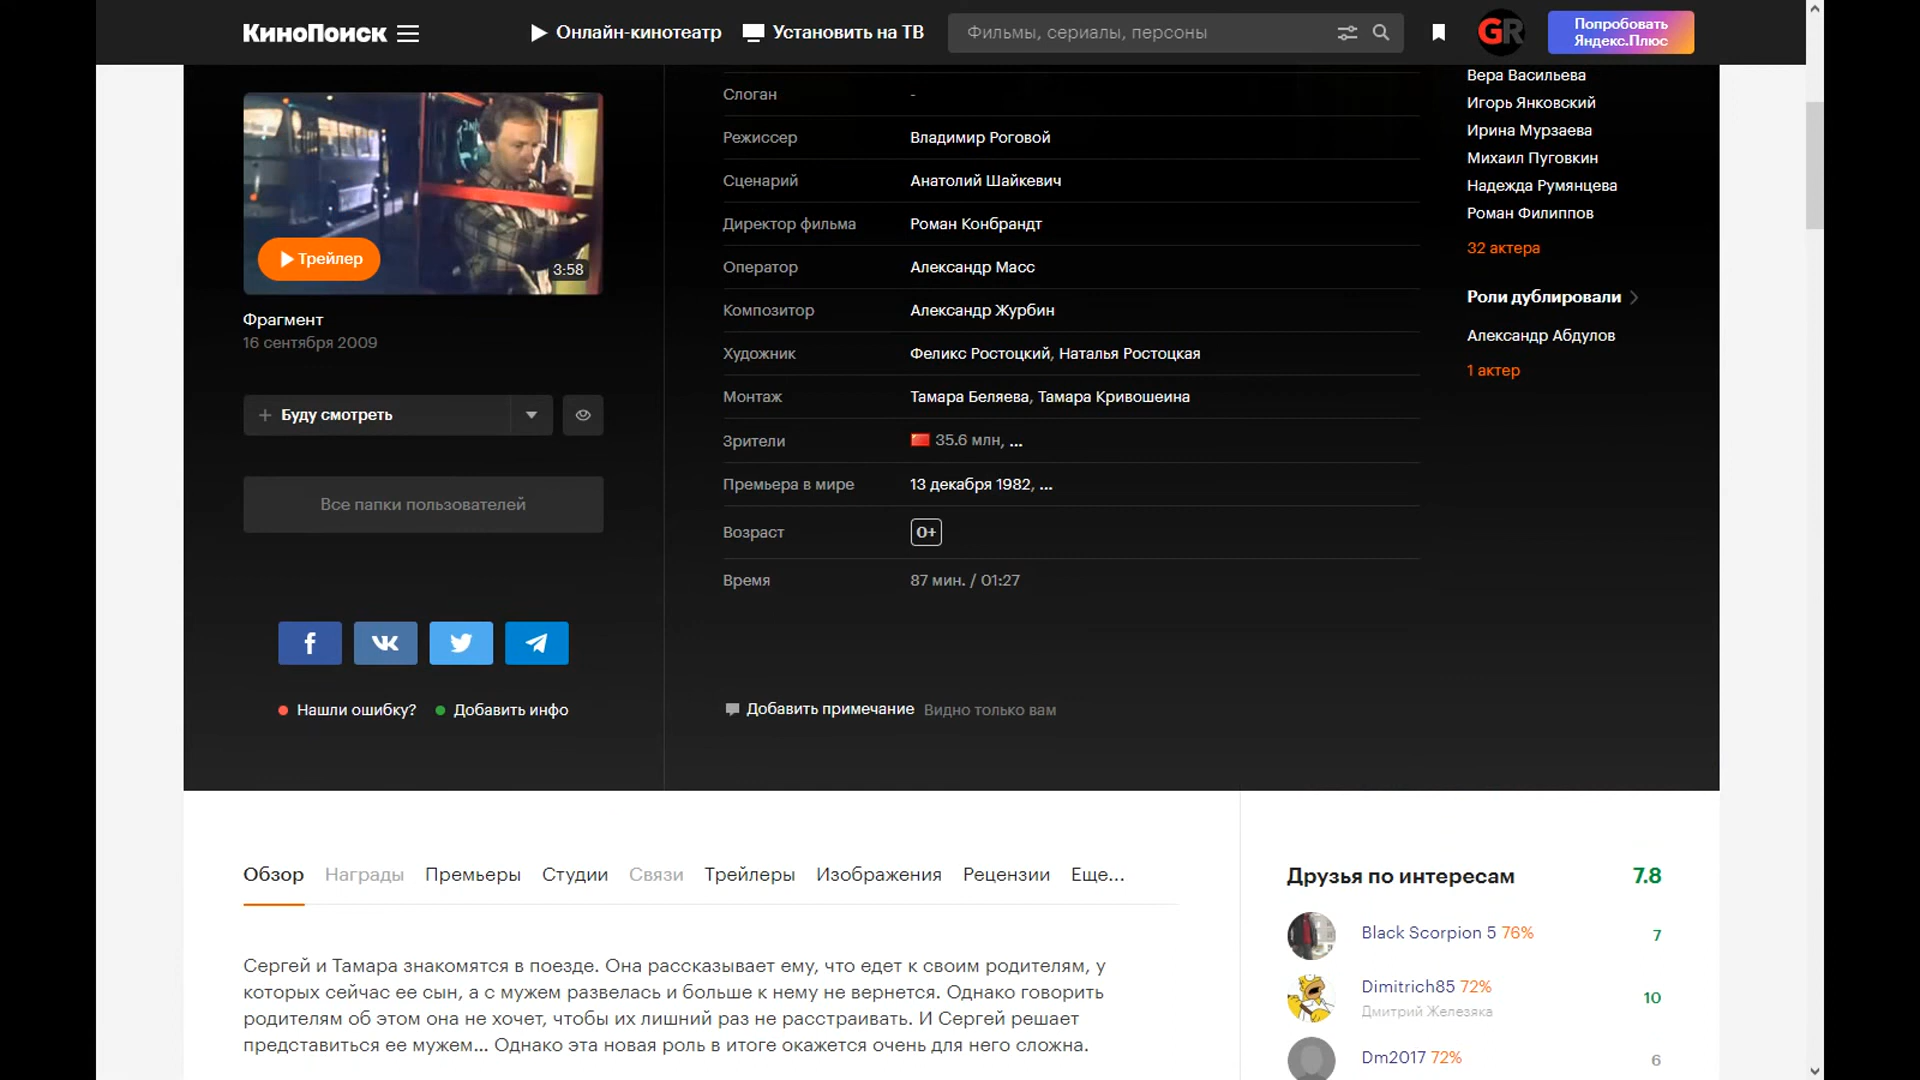 КиноПоиск
Онлайн-кинотеатр
Установить на ТВ
Фильмы, сериалы, персоны
GR
Попробовать
Яндекс.Плюс
Трейлер
3:58
Фрагмент
16 сентября 2009
Буду смотреть
Все папки пользователей
f
Нашли ошибку?
Добавить инфо
Слоган -
Режиссер Владимир Роговой
Сценарий Анатолий Шайкевич
Директор фильма Роман Конбрандт
Оператор Александр Масс
Композитор Александр Журбин
Художник Феликс Ростоцкий, Наталья Ростоцкая
Монтаж Тамара Беляева, Тамара Кривошеина
Зрители 35.6 млн, ...
Премьера в мире 13 декабря 1982, ...
Возраст 0+
Время 87 мин. / 01:27
Добавить примечание Видно только вам
Вера Васильева
Игорь Янковский
Ирина Мурзаева
Михаил Пуговкин
Надежда Румянцева
Роман Филиппов
32 актера
Роли дублировали
Александр Абдулов
1 актер
Обзор Награды Премьеры Студии Связи Трейлеры Изображения Рецензии Еще...
Сергей и Тамара знакомятся в поезде. Она рассказывает ему, что едет к своим родителям, у
которых сейчас ее сын, а с мужем развелась и больше к нему не вернется. Однако говорить
родителям об этом она не хочет, чтобы их лишний раз не расстраивать. И Сергей решает
представиться ее мужем... Однако эта новая роль в итоге окажется очень для него сложна.
Друзья по интересам 7.8
Black Scorpion 5 76% 7
Dimitrich85 72% 10
Дмитрий Железяка
Dm2017 72% 6